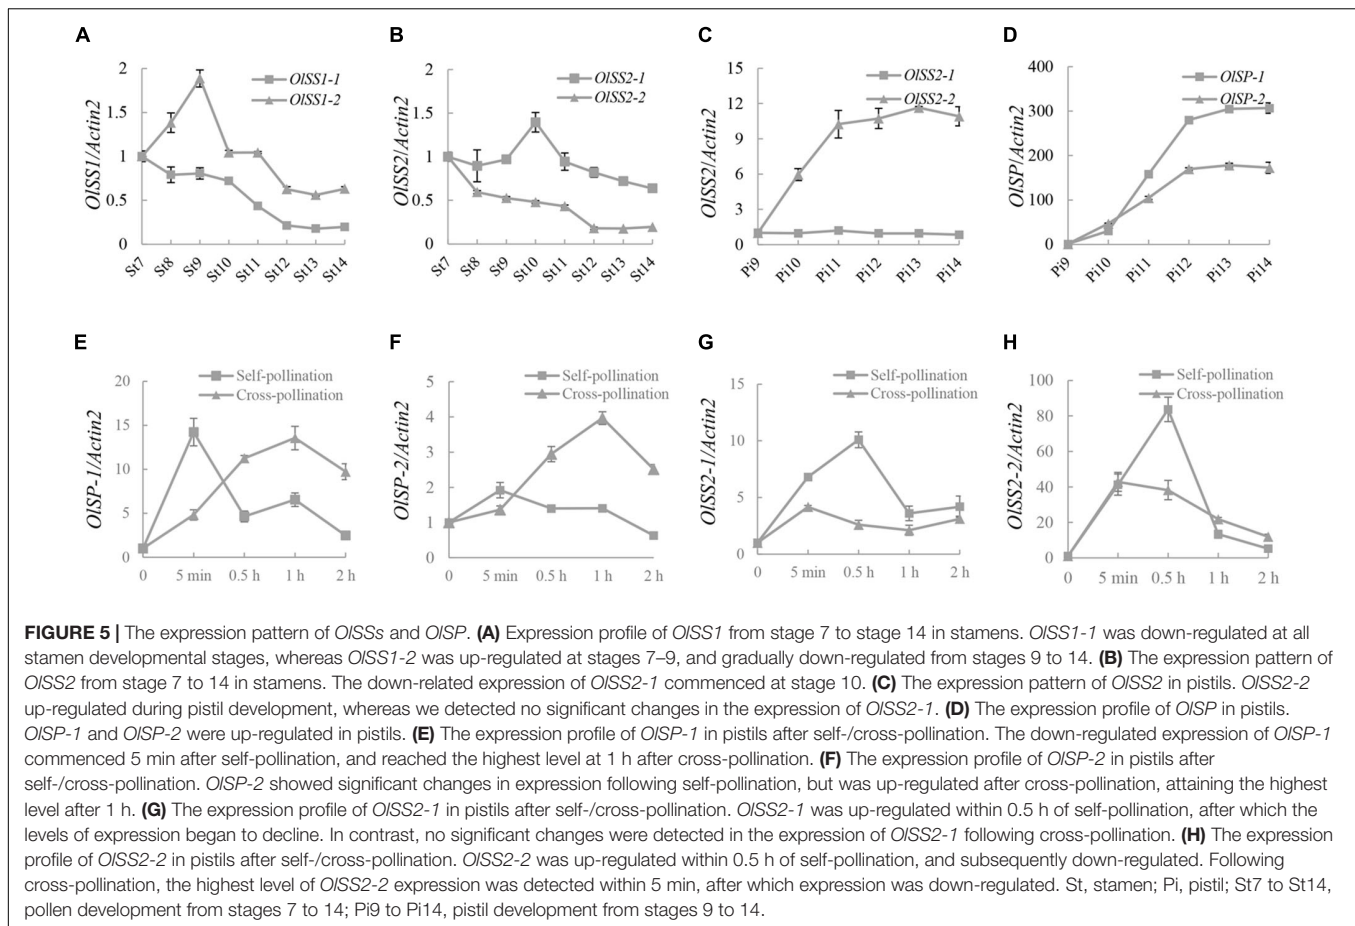 A
B
C
D
OlSS1/Actin2
2
1.5
1
0.5
0
OlSS1-1
OlSS1-2
St7
St8
St9
St10
St11
St12
St13
St14
OlSS2/Actin2
2
1.5
1
0.5
0
OlSS2-1
OlSS2-2
St7
St8
St9
St10
St11
St12
St13
St14
OlSS2/Actin2
15
12
9
6
3
0
OlSS2-1
OlSS2-2
Pi9
Pi10
Pi11
Pi12
Pi13
Pi14
OlSP/Actin2
400
300
200
100
0
OlSP-1
OlSP-2
Pi9
Pi10
Pi11
Pi12
Pi13
Pi14
E
F
G
H
OlSP-1/Actin2
20
15
10
5
0
Self-pollination
Cross-pollination
0 5 min 0.5 h 1 h 2 h
OlSP-2/Actin2
5
4
3
2
1
0
Self-pollination
Cross-pollination
0 5 min 0.5 h 1 h 2 h
OlSS2-1/Actin2
15
10
5
0
Self-pollination
Cross-pollination
0 5 min 0.5 h 1 h 2 h
OlSS2-2/Actin2
100
80
60
40
20
0
Self-pollination
Cross-pollination
0 5 min 0.5 h 1 h 2 h
FIGURE 5 | The expression pattern of OlSSs and OlSP. (A) Expression profile of OlSS1 from stage 7 to stage 14 in stamens. OlSS1-1 was down-regulated at all
stamen developmental stages, whereas OlSS1-2 was up-regulated at stages 7–9, and gradually down-regulated from stages 9 to 14. (B) The expression pattern of
OlSS2 from stage 7 to 14 in stamens. The down-related expression of OlSS2-1 commenced at stage 10. (C) The expression pattern of OlSS2 in pistils. OlSS2-2
up-regulated during pistil development, whereas we detected no significant changes in the expression of OlSS2-1. (D) The expression profile of OlSP in pistils.
OlSP-1 and OlSP-2 were up-regulated in pistils. (E) The expression profile of OlSP-1 in pistils after self-/cross-pollination. The down-regulated expression of OlSP-1
commenced 5 min after self-pollination, and reached the highest level at 1 h after cross-pollination. (F) The expression profile of OlSP-2 in pistils after
self-/cross-pollination. OlSP-2 showed significant changes in expression following self-pollination, but was up-regulated after cross-pollination, attaining the highest
level after 1 h. (G) The expression profile of OlSS2-1 in pistils after self-/cross-pollination. OlSS2-1 was up-regulated within 0.5 h of self-pollination, after which the
levels of expression began to decline. In contrast, no significant changes were detected in the expression of OlSS2-1 following cross-pollination. (H) The expression
profile of OlSS2-2 in pistils after self-/cross-pollination. OlSS2-2 was up-regulated within 0.5 h of self-pollination, and subsequently down-regulated. Following
cross-pollination, the highest level of OlSS2-2 expression was detected within 5 min, after which expression was down-regulated. St, stamen; Pi, pistil; St7 to St14,
pollen development from stages 7 to 14; Pi9 to Pi14, pistil development from stages 9 to 14.